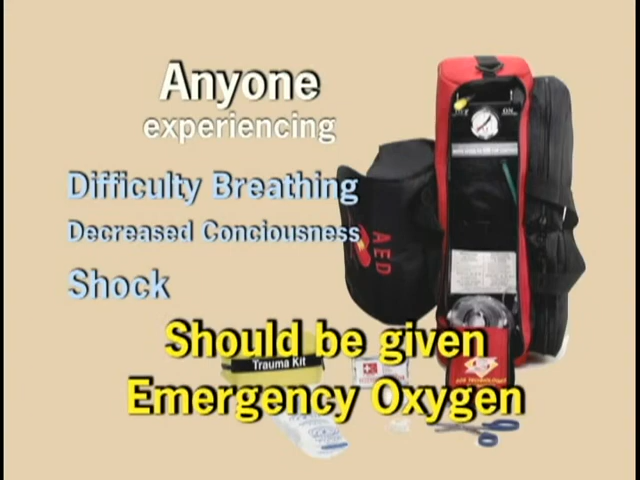 Anyone
experiencing
Difficulty Breathing
Decreased Conciousness
Shock
Should be given
Emergency Oxygen
AED
Trauma Kit